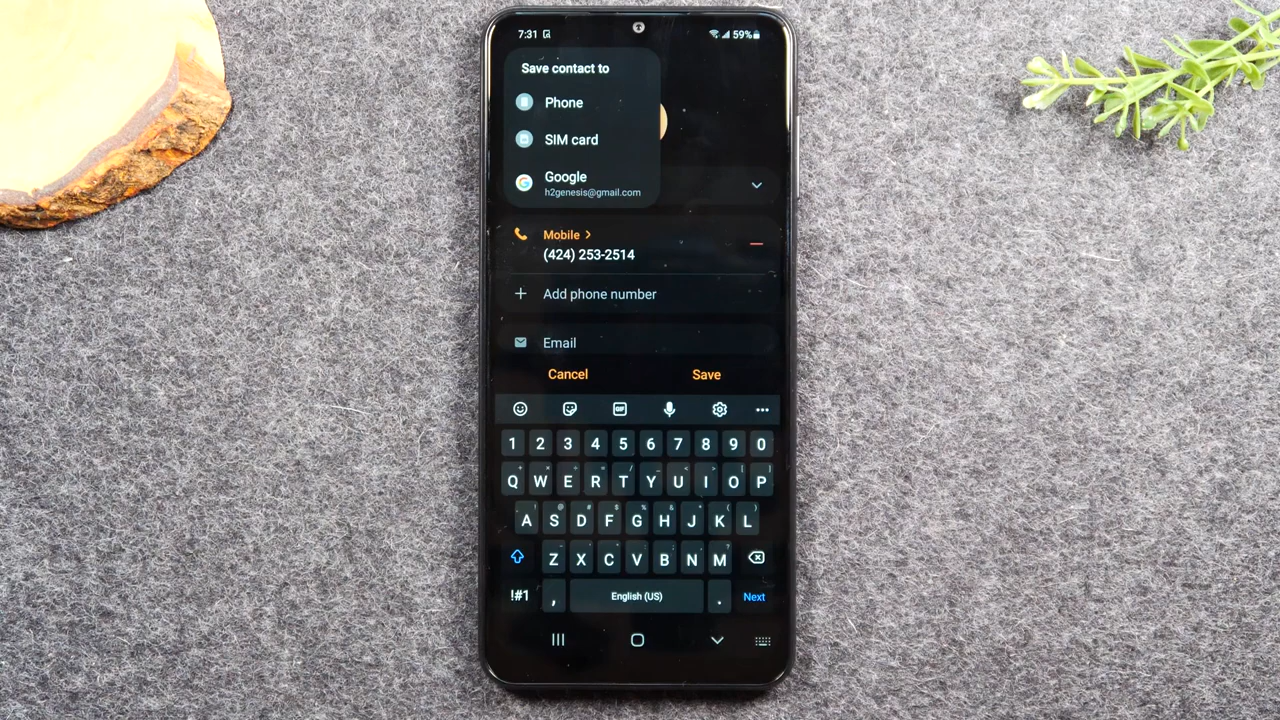 7:31
59%
Save contact to
Phone
SIM card
Google
h2genesis@gmail.com
Mobile >
(424) 253-2514
+ Add phone number
Email
Cancel
Save
GIF
1 2 3 4 5 6 7 8 9 0
Q W E R T Y U I O P
A S D F G H J K L
Z X C V B N M
!#1 , English (US) . Next